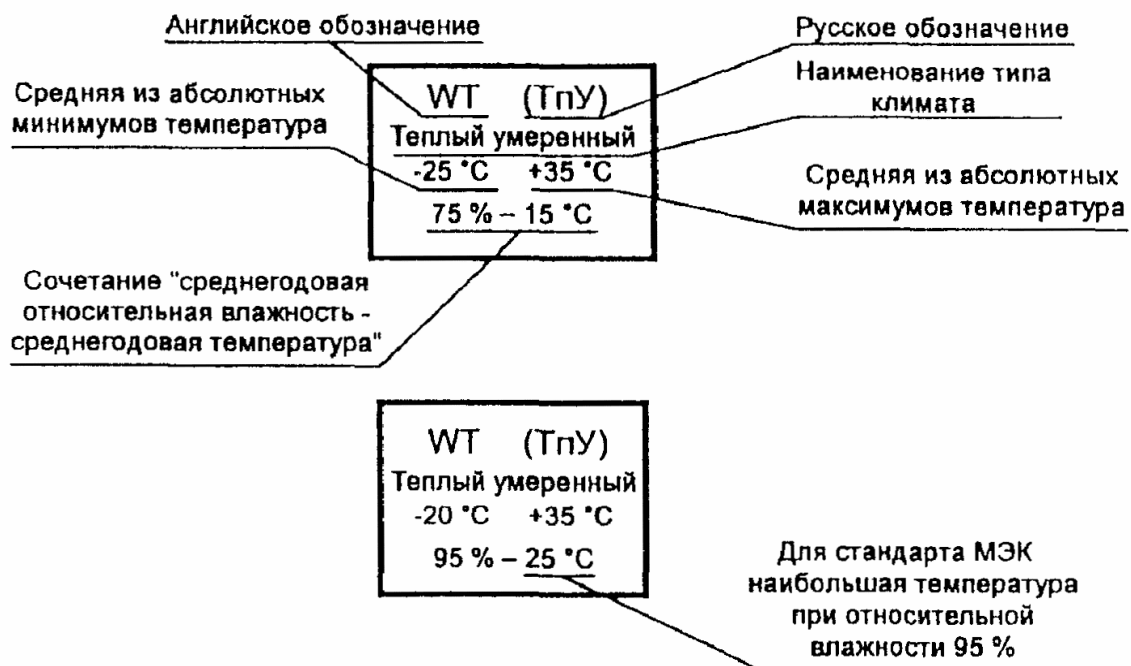 Английское обозначение
Русское обозначение
Средняя из абсолютных
минимумов температура
WT (ТпУ)
Теплый умеренный
-25 °C +35 °C
75 % – 15 °C
Наименование типа
климата
Средняя из абсолютных
максимумов температура
Сочетание "среднегодовая
относительная влажность -
среднегодовая температура"
WT (ТпУ)
Теплый умеренный
-20 °C +35 °C
95 % – 25 °C
Для стандарта МЭК
наибольшая температура
при относительной
влажности 95 %